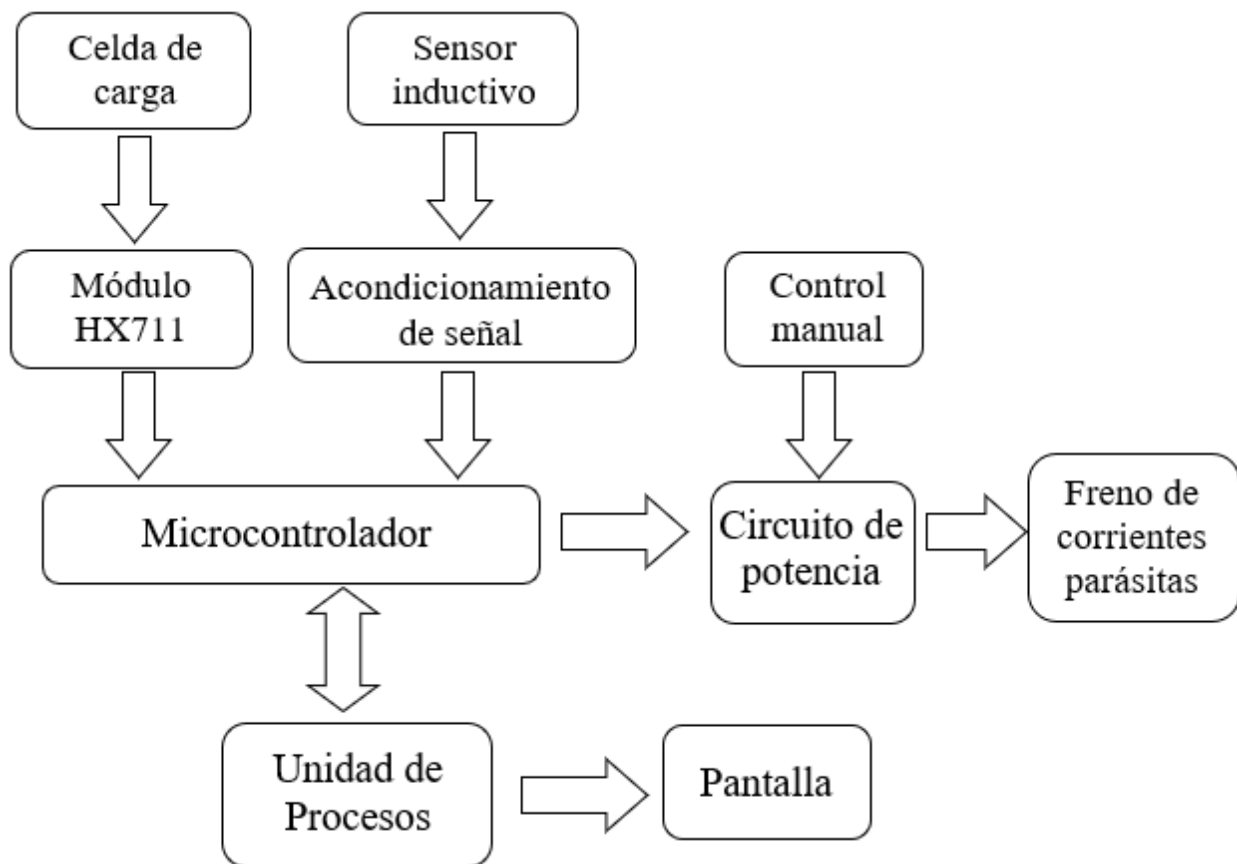 Celda de
carga
Sensor
inductivo
Módulo
HX711
Acondicionamiento
de señal
Control
manual
Microcontrolador
Circuito de
potencia
Freno de
corrientes
parásitas
Unidad de
Procesos
Pantalla